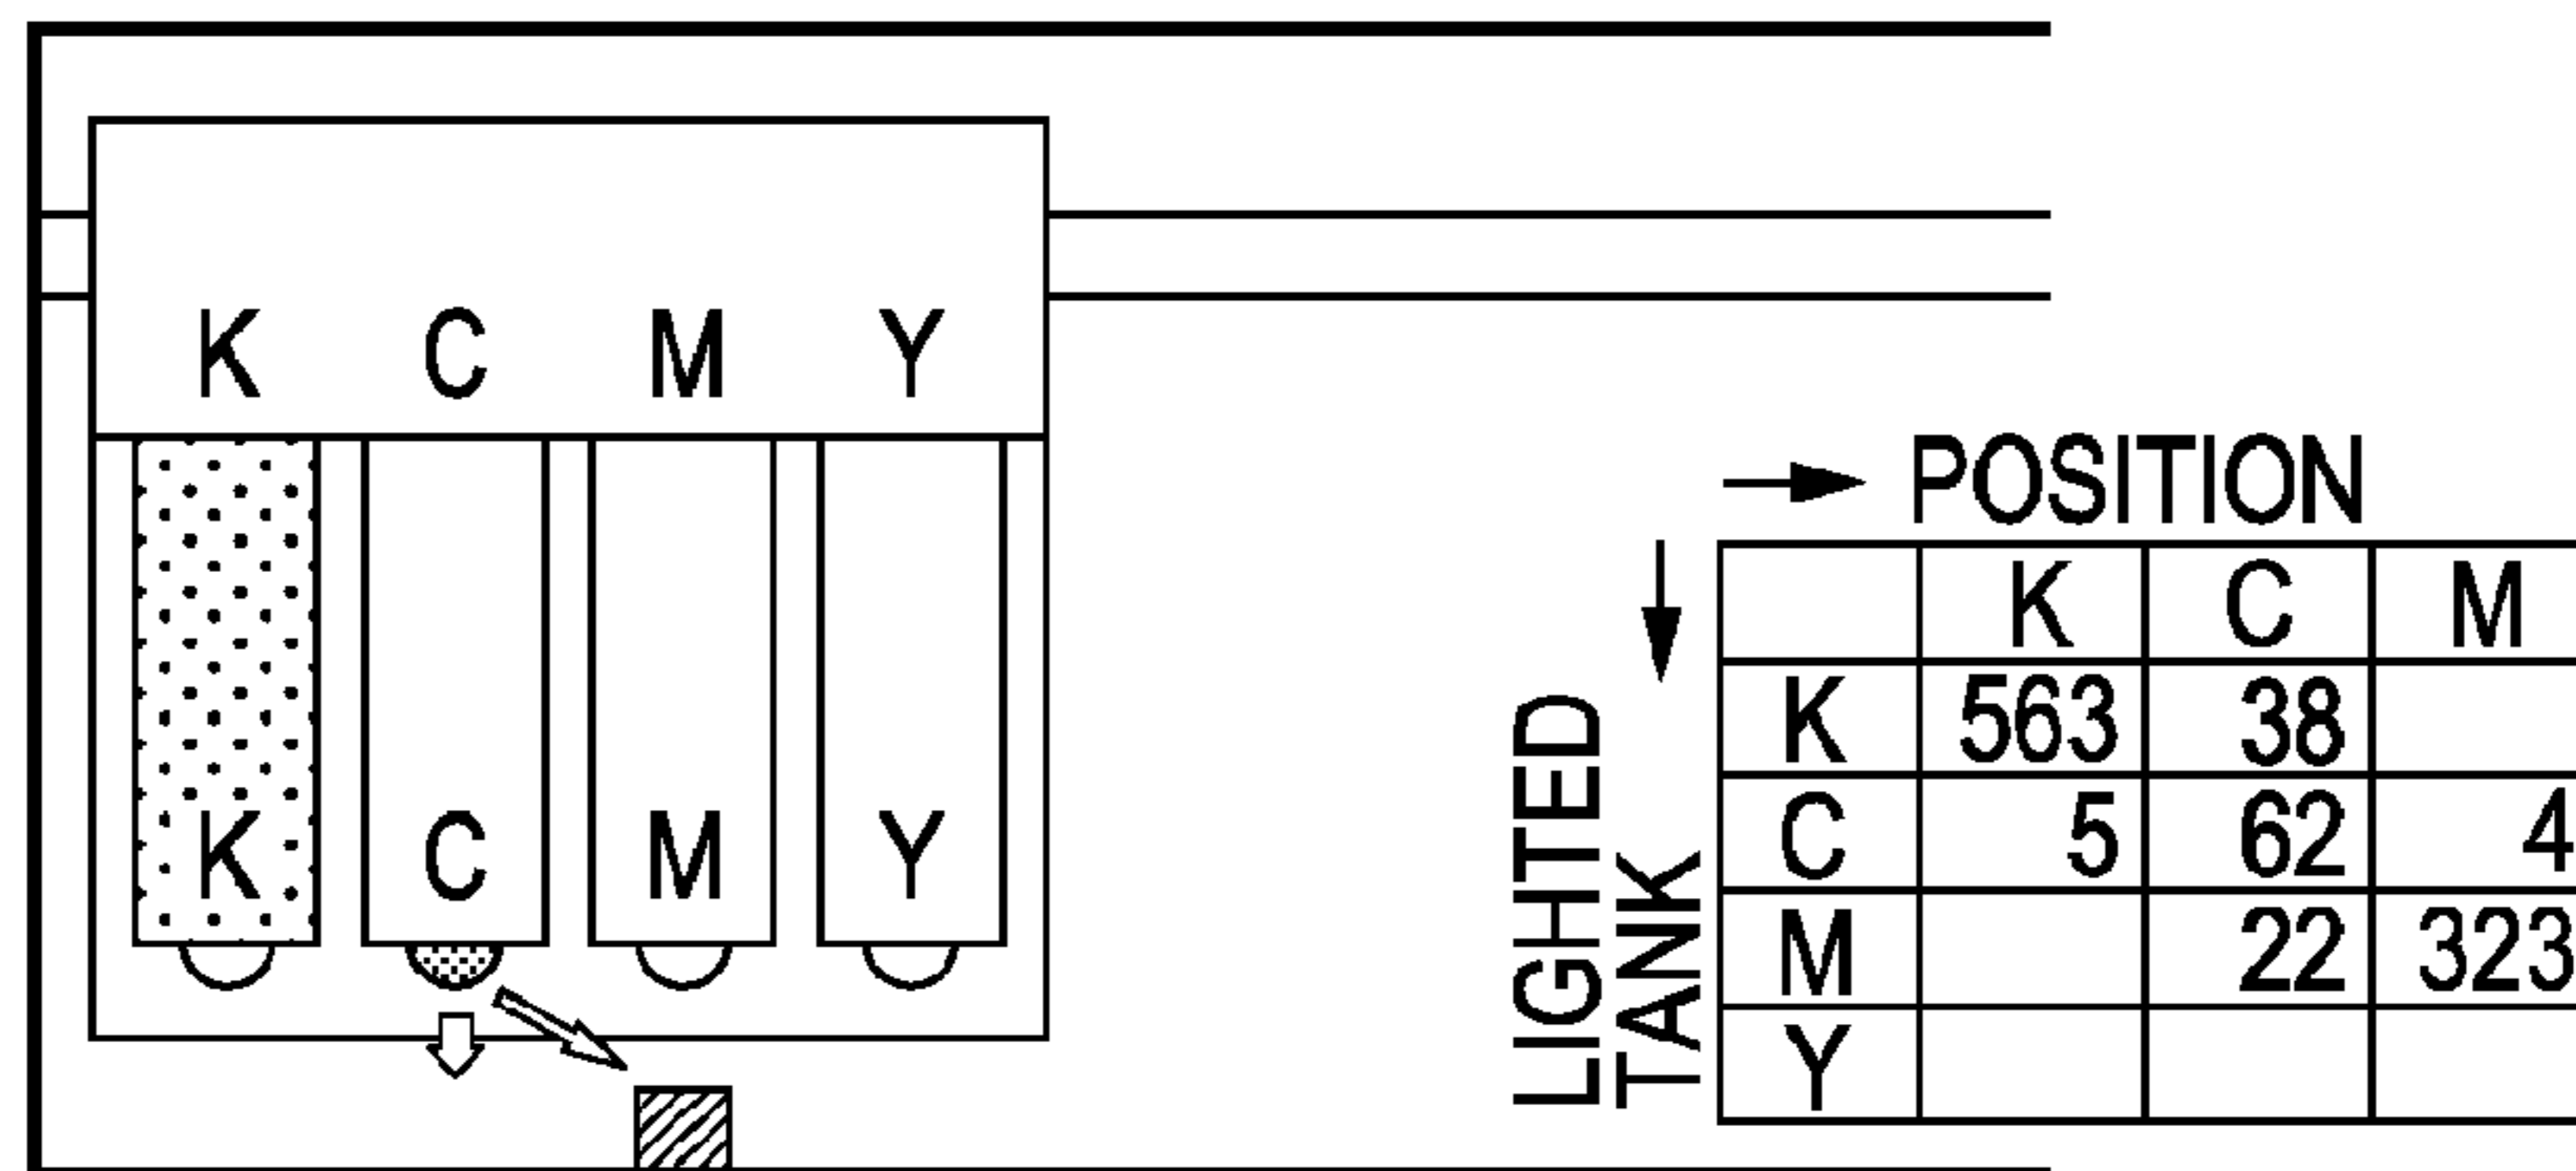 K C M Y
K C M Y
POSITION
LIGHTED
TANK
K C M
K 563 38
C 5 62 4
M 22 323
Y